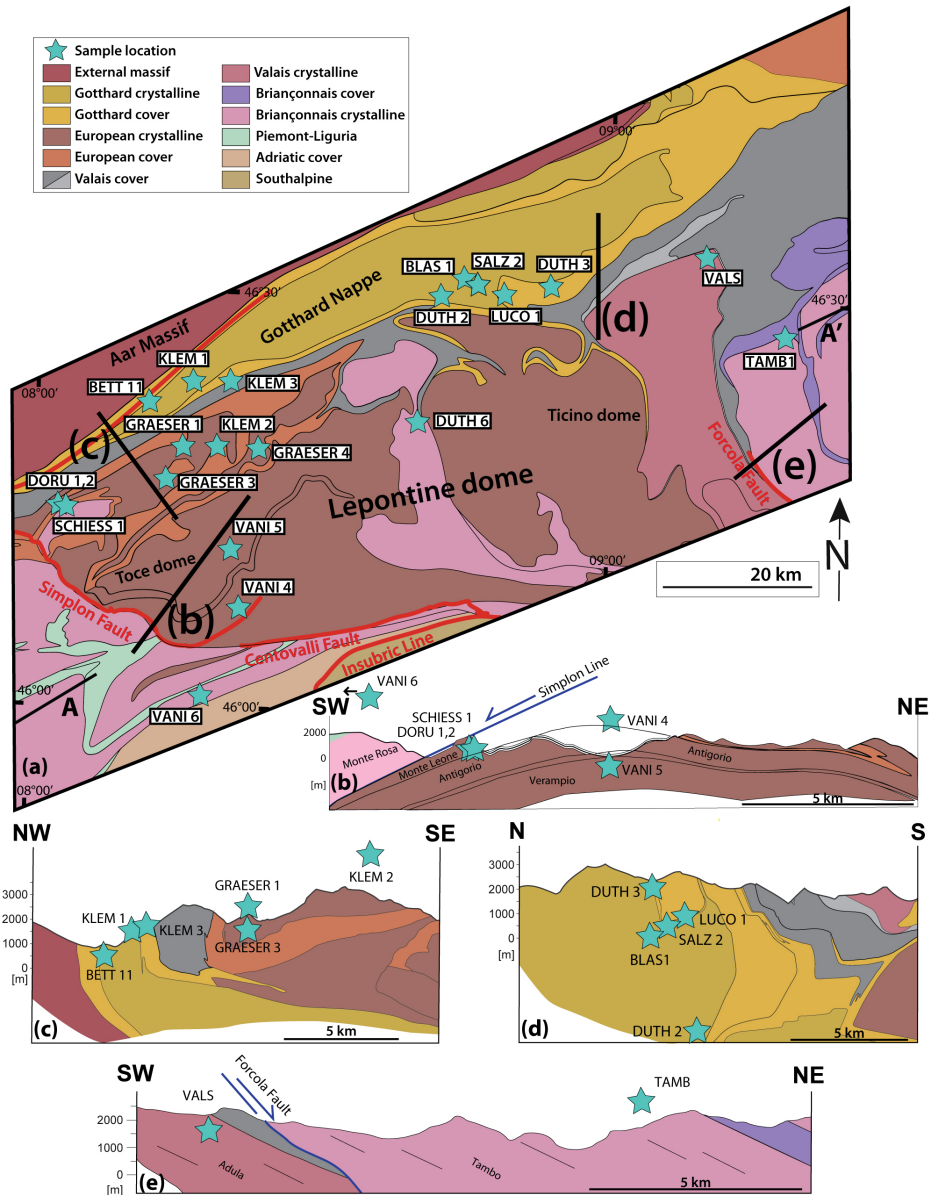 Sample location
External massif
Gotthard crystalline
Gotthard cover
European crystalline
European cover
Valais cover
Valais crystalline
Briançonnais cover
Briançonnais crystalline
Piemont-Liguria
Adriatic cover
Southalpine
09°00′
46°30′
Aar Massif
Gotthard Nappe
BLAS 1
SALZ 2
DUTH 3
VALS
DUTH 2
LUCO 1
(d)
46°30′
A’
TAMB1
08°00′
KLEM 1
BETT 11
KLEM 3
GRAESER 1
KLEM 2
DUTH 6
Ticino dome
(c)
GRAESER 4
Forcola Fault
(e)
DORU 1,2
GRAESER 3
Lepontine dome
SCHIESS 1
VANI 5
N
Toce dome
09°00′
20 km
VANI 4
Simplon Fault
(b)
Centovalli Fault
Insubric Line
46°00′
A
VANI 6
46°00′
(a)
08°00′
VANI 6
Simplon Line
SW
NE
SCHIESS 1
DORU 1,2
VANI 4
2000
0
[m]
Monte Rosa
Monte Leone
Antigorio
Antigorio
Verampio
VANI 5
(b)
5 km
NW
SE
KLEM 2
GRAESER 1
KLEM 1
KLEM 3
GRAESER 3
BETT 11
3000
2000
1000
0
[m]
(c)
5 km
N
S
DUTH 3
LUCO 1
SALZ 2
BLAS1
DUTH 2
3000
2000
1000
0
[m]
(d)
5 km
SW
NE
Forcola Fault
VALS
TAMB
2000
1000
0
[m]
Adula
Tambo
(e)
5 km